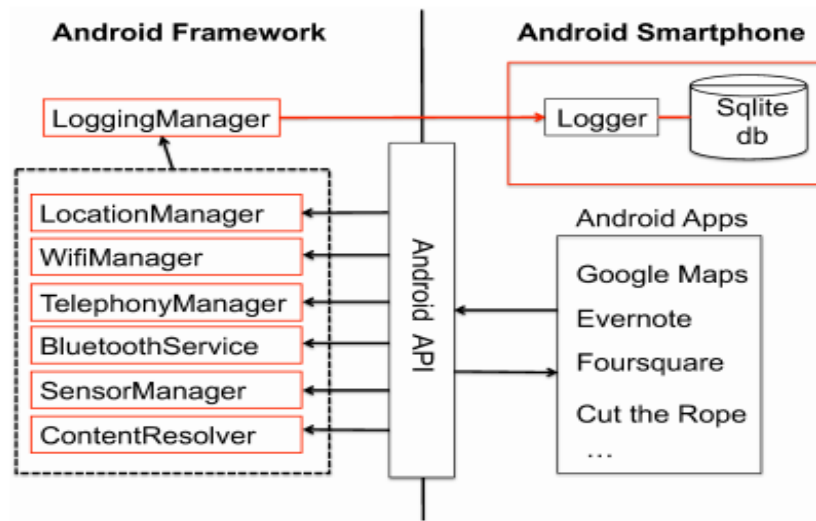 Android Framework
Android Smartphone
LoggingManager
Logger
Sqlite
db
LocationManager
WifiManager
TelephonyManager
BluetoothService
SensorManager
ContentResolver
Android API
Android Apps
Google Maps
Evernote
Foursquare
Cut the Rope
...